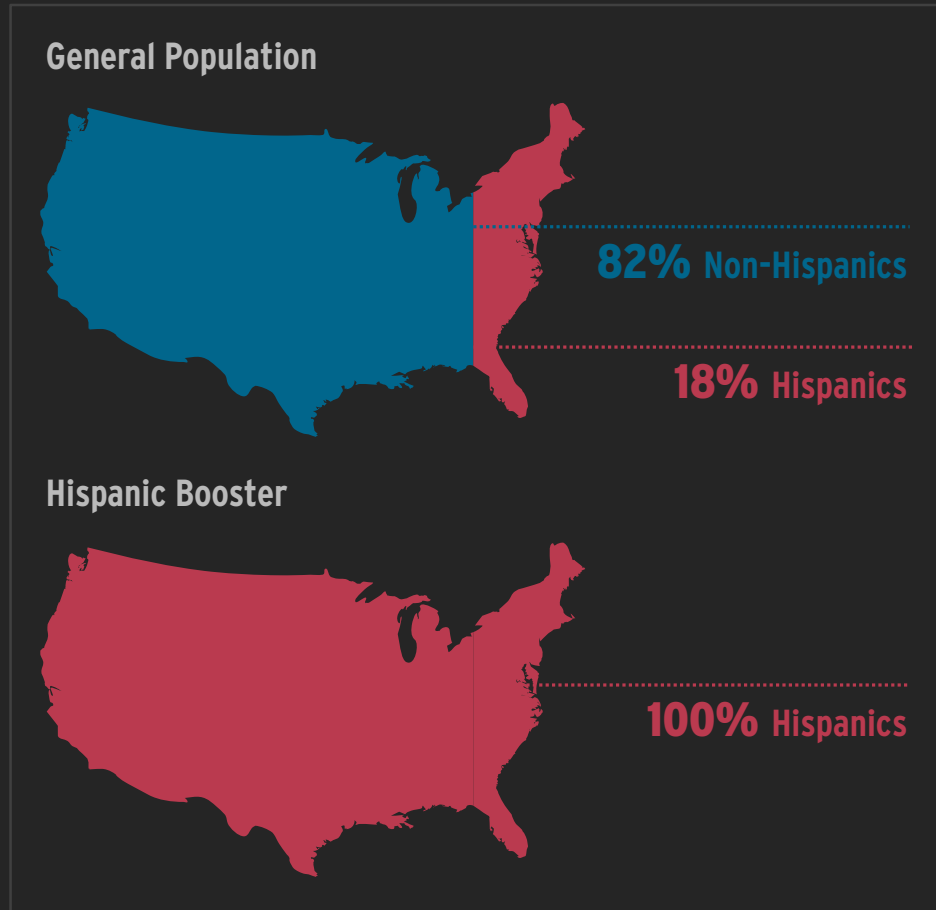 General Population
82% Non-Hispanics
18% Hispanics
Hispanic Booster
100% Hispanics